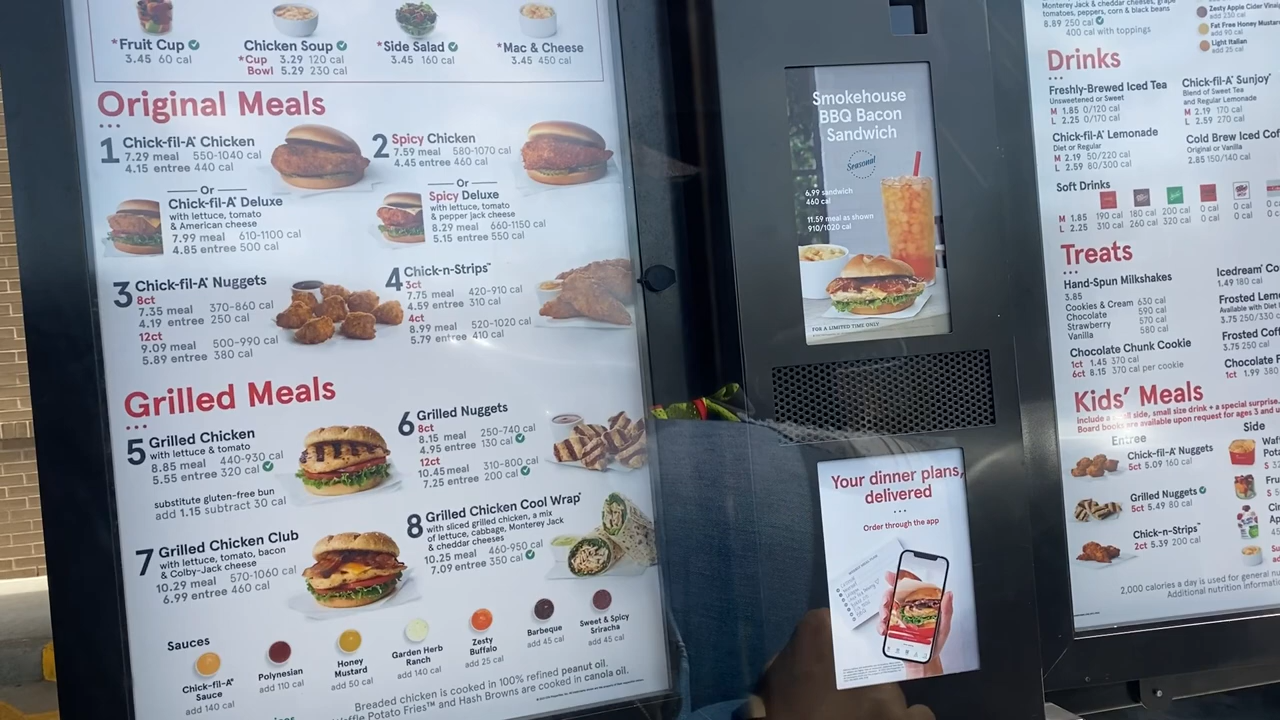 *Fruit Cup
3.45 60 cal
Chicken Soup
*Cup 3.29 120 cal
Bowl 5.29 230 cal
*Side Salad
3.45 160 cal
*Mac & Cheese
3.45 450 cal
Original Meals
1 Chick-fil-A® Chicken
7.29 meal 550-1040 cal
4.15 entree 440 cal
Or
Chick-fil-A® Deluxe
with lettuce, tomato
& American cheese
7.99 meal 610-1100 cal
4.85 entree 500 cal
2 Spicy Chicken
7.59 meal 580-1070 cal
4.45 entree 460 cal
Or
Spicy Deluxe
with lettuce, tomato
& pepper jack cheese
8.29 meal 660-1150 cal
5.15 entree 550 cal
3 Chick-fil-A® Nuggets
8ct
7.35 meal 370-860 cal
4.19 entree 250 cal
12ct
9.09 meal 500-990 cal
5.89 entree 380 cal
4 Chick-n-Strips™
3ct
7.75 meal 420-910 cal
4.59 entree 310 cal
4ct
8.99 meal 520-1020 cal
5.79 entree 410 cal
Grilled Meals
5 Grilled Chicken
with lettuce & tomato
8.85 meal 440-930 cal
5.55 entree 320 cal
substitute gluten-free bun
add 1.15 subtract 30 cal
6 Grilled Nuggets
8ct
8.15 meal 250-740 cal
4.95 entree 130 cal
12ct
10.45 meal 310-800 cal
7.25 entree 200 cal
7 Grilled Chicken Club
with lettuce, tomato, bacon
& Colby-Jack cheese
10.29 meal 570-1060 cal
6.99 entree 460 cal
8 Grilled Chicken Cool Wrap®
with sliced grilled chicken, a mix
of lettuce, cabbage, Monterey Jack
& cheddar cheeses
10.25 meal 460-950 cal
7.09 entree 350 cal
Sauces
Chick-fil-A®
Sauce
add 140 cal
Polynesian
add 110 cal
Honey
Mustard
add 50 cal
Garden Herb
Ranch
add 140 cal
Zesty
Buffalo
add 25 cal
Barbeque
add 45 cal
Sweet & Spicy
Sriracha
add 45 cal
Breaded chicken is cooked in 100% refined peanut oil.
Waffle Potato Fries™ and Hash Browns are cooked in canola oil.
Smokehouse
BBQ Bacon
Sandwich
Seasonal
6.99 sandwich
460 cal
11.59 meal as shown
910/1020 cal
FOR A LIMITED TIME ONLY
Your dinner plans,
delivered
Order through the app
Monterey Jack & cheddar cheeses, grape
tomatoes, peppers, corn & black beans
8.89 250 cal
400 cal with toppings
Zesty Apple Cider Vinaig
add 230 cal
Fat Free Honey Mustard
add 90 cal
Light Italian
add 25 cal
Drinks
Freshly-Brewed Iced Tea
Unsweetened or Sweet
M 1.85 0/120 cal
L 2.25 0/170 cal
Chick-fil-A® Sunjoy®
Blend of Sweet Tea
and Regular Lemonade
M 2.19 170 cal
L 2.59 270 cal
Chick-fil-A® Lemonade
Diet or Regular
M 2.19 50/220 cal
L 2.59 80/300 cal
Cold Brew Iced Cof
Original or Vanilla
2.85 150/140 cal
Soft Drinks
M 1.85 190 cal 180 cal 200 cal 0 cal 0 cal 0 cal
L 2.25 310 cal 260 cal 320 cal 0 cal 0 cal 0 cal
Treats
Hand-Spun Milkshakes
3.85
Cookies & Cream 630 cal
Chocolate 590 cal
Strawberry 570 cal
Vanilla 580 cal
Chocolate Chunk Cookie
1ct 1.45 370 cal
6ct 8.15 370 cal per cookie
Icedream® Co
1.49 180 cal
Frosted Lem
Available with Diet
3.75 250/330
Frosted Coff
3.75 250 cal
Chocolate F
1ct 1.99 380
Kids' Meals
Include a small side, small size drink + a special surprise.
Board books are available upon request for ages 3 and
Entree
Chick-fil-A® Nuggets
5ct 5.09 160 cal
Grilled Nuggets
5ct 5.49 80 cal
Chick-n-Strips™
2ct 5.39 200 cal
Side
Waf
Pota
Fru
2,000 calories a day is used for general nu
Additional nutrition informatio